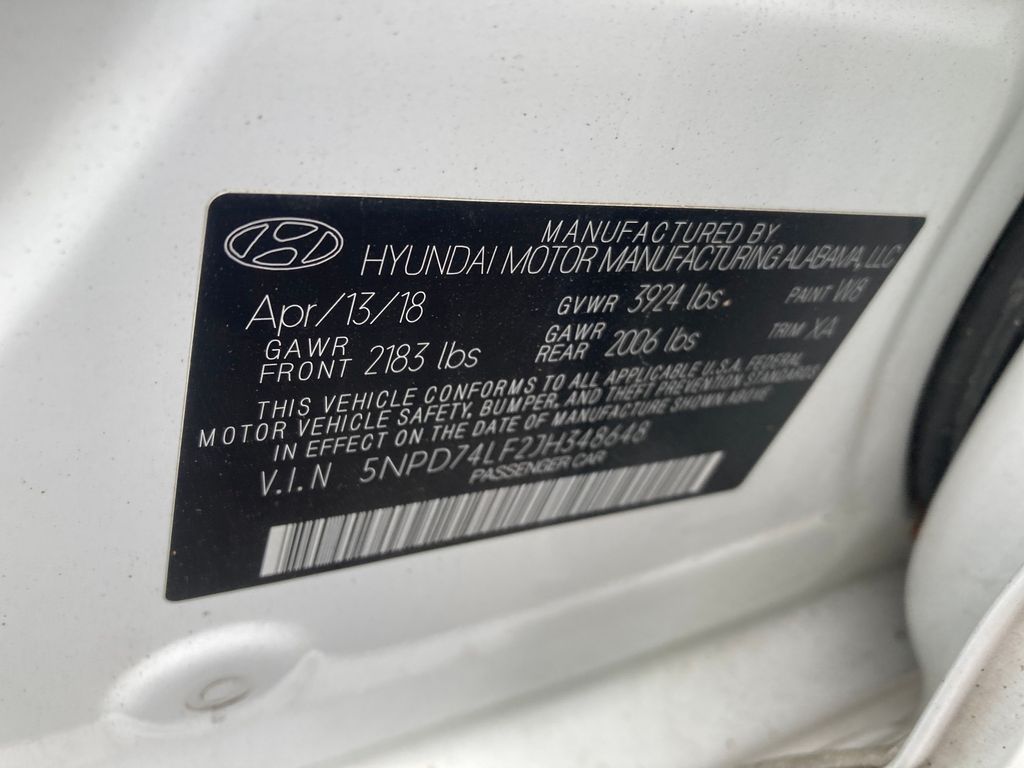 MANUFACTURED BY
HYUNDAI MOTOR MANUFACTURING ALABAMA, LLC
Apr/13/18 GVWR 3924 lbs PAINT W8
GAWR FRONT 2183 lbs GAWR REAR 2006 lbs TRIM XA
THIS VEHICLE CONFORMS TO ALL APPLICABLE U.S.A. FEDERAL
MOTOR VEHICLE SAFETY, BUMPER, AND THEFT PREVENTION STANDARDS
IN EFFECT ON THE DATE OF MANUFACTURE SHOWN ABOVE
V.I.N 5NPD74LF2JH348648
PASSENGER CAR